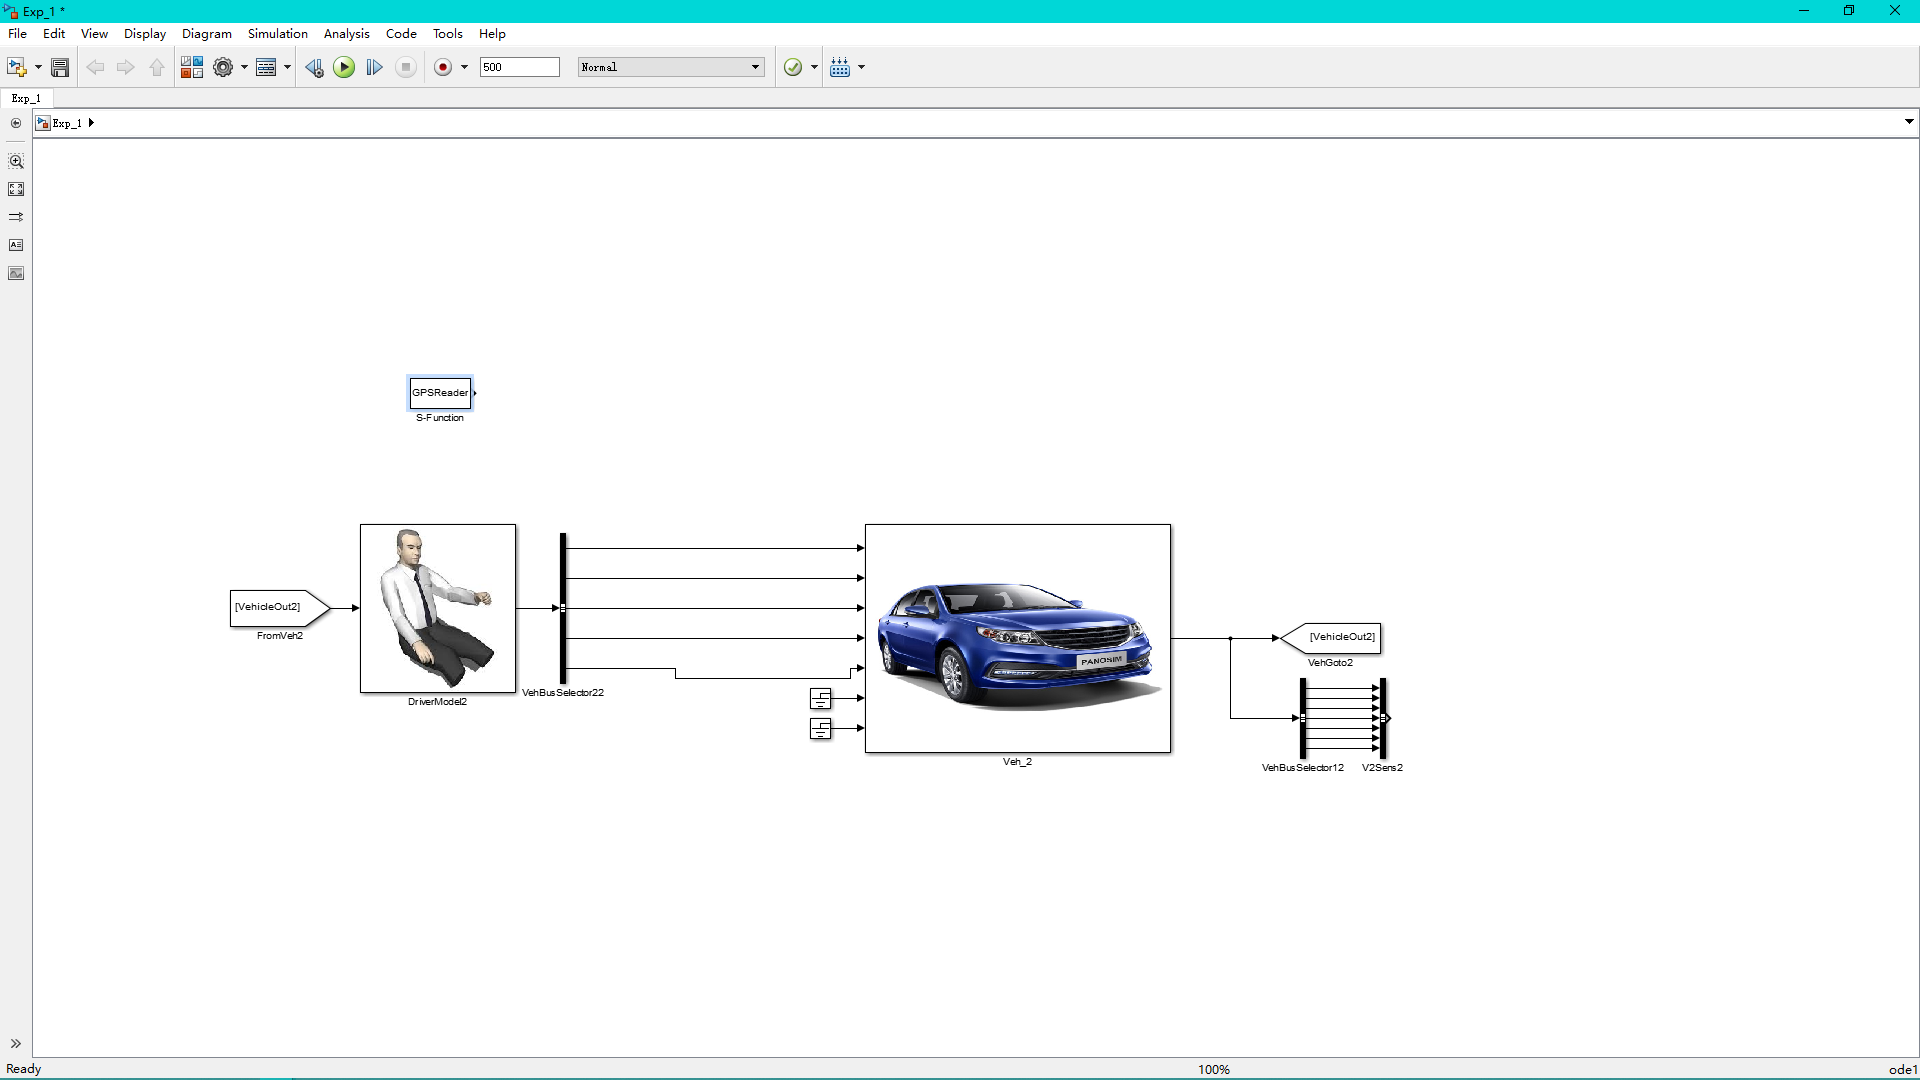 Exp_1 *
File Edit View Display Diagram Simulation Analysis Code Tools Help
500 Normal
Exp_1
Exp_1
GPSReader
S-Function
[VehicleOut2]
FromVeh2
DriverModel2
VehBusSelector22
PANOSIM
Veh_2
[VehicleOut2]
VehGoto2
VehBusSelector12 V2Sens2
Ready 100% ode1